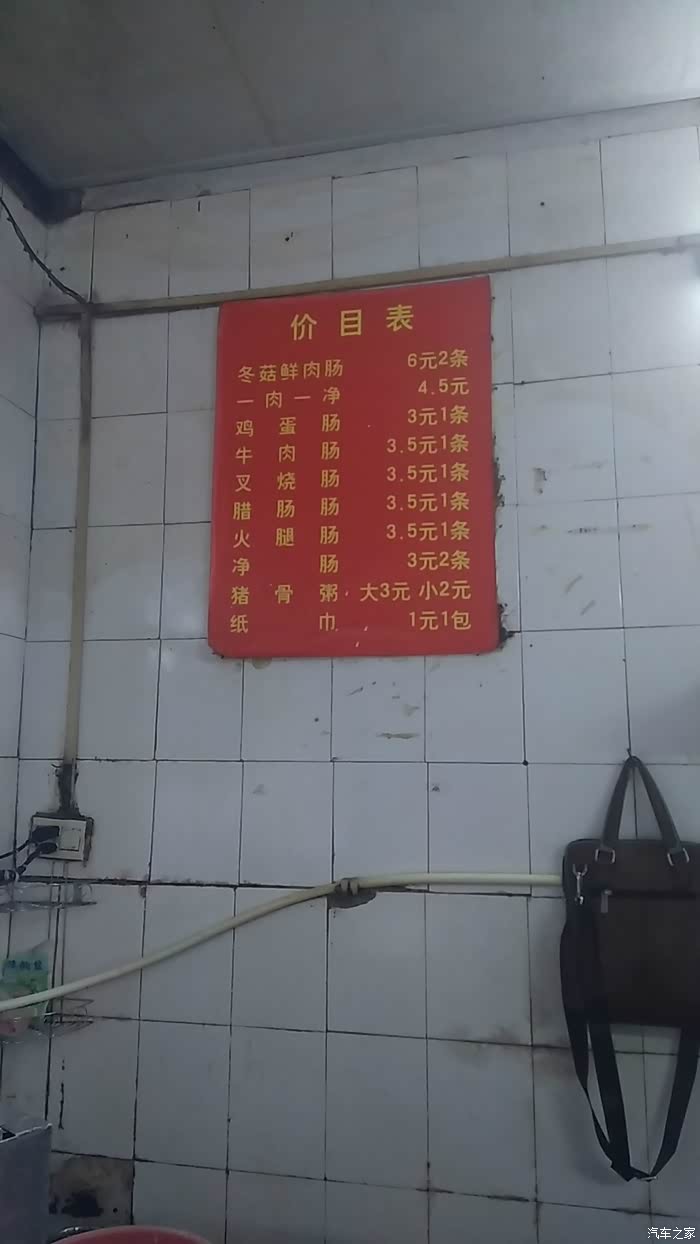 价目表
冬菇鲜肉肠 6元2条
一肉一净 4.5元
鸡蛋肠 3元1条
牛肉肠 3.5元1条
叉烧肠 3.5元1条
腊肠肠 3.5元1条
火腿肠 3.5元1条
净肠 3元2条
猪骨粥 大3元 小2元
纸巾 1元1包
汽车之家